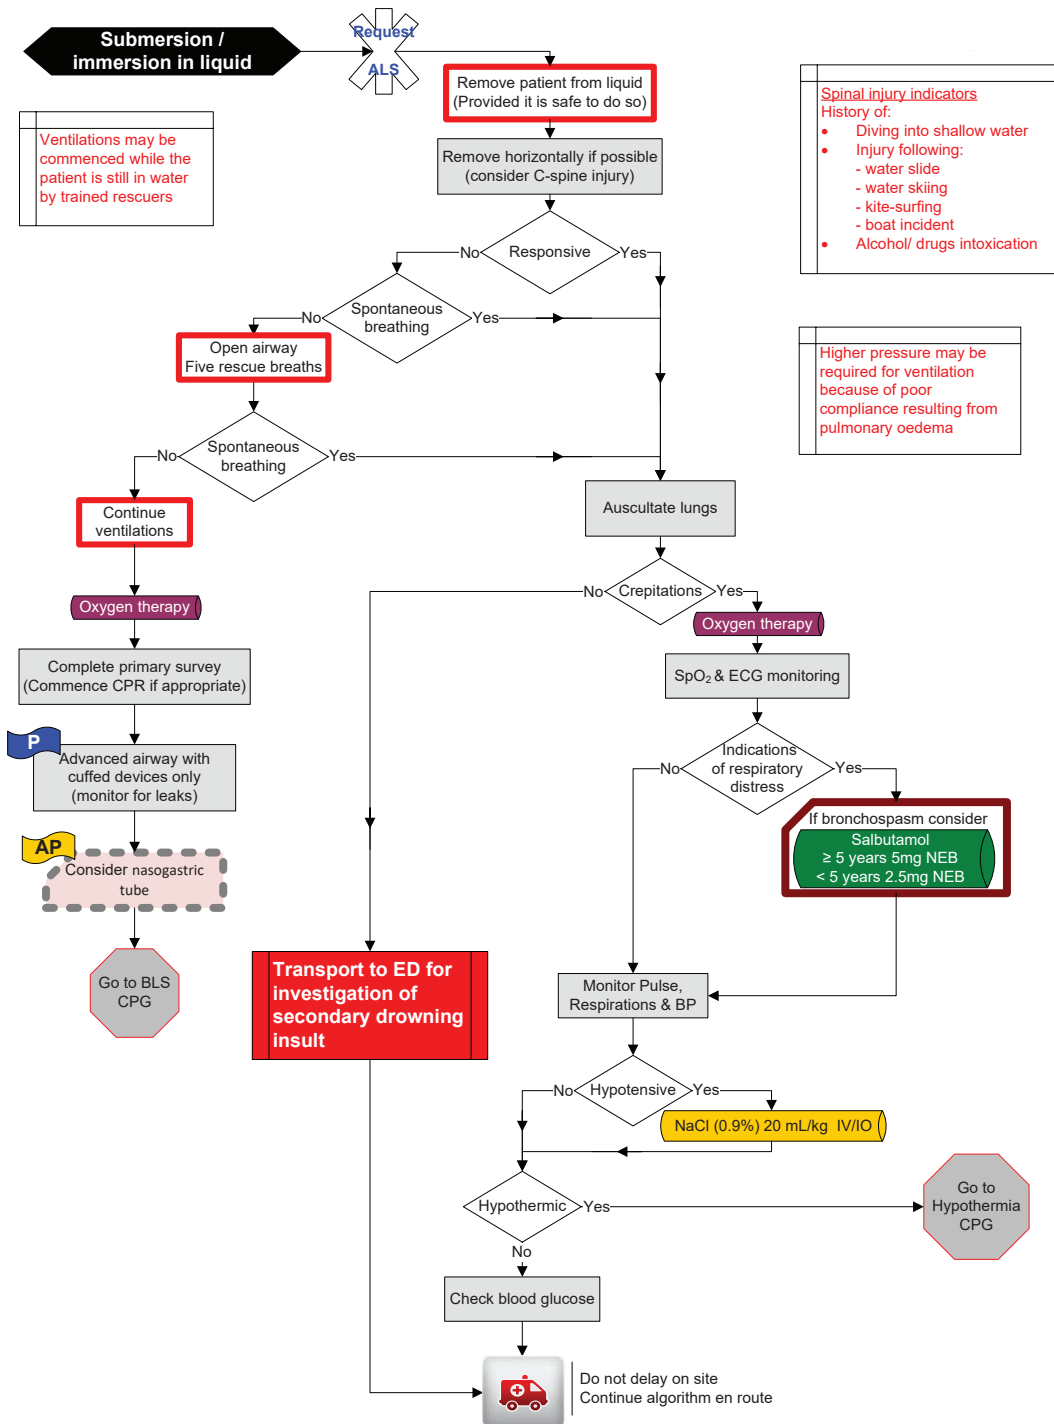 Submersion /
immersion in liquid
Request
ALS
Remove patient from liquid
(Provided it is safe to do so)
Spinal injury indicators
History of:
• Diving into shallow water
• Injury following:
- water slide
- water skiing
- kite-surfing
- boat incident
• Alcohol/ drugs intoxication
Ventilations may be
commenced while the
patient is still in water
by trained rescuers
Remove horizontally if possible
(consider C-spine injury)
No
Responsive
Yes
No
Spontaneous
breathing
Yes
Open airway
Five rescue breaths
Higher pressure may be
required for ventilation
because of poor
compliance resulting from
pulmonary oedema
No
Spontaneous
breathing
Yes
Continue
ventilations
Auscultate lungs
No
Crepitations
Yes
Oxygen therapy
Oxygen therapy
Complete primary survey
(Commence CPR if appropriate)
SpO₂ & ECG monitoring
P
Advanced airway with
cuffed devices only
(monitor for leaks)
No
Indications
of respiratory
distress
Yes
If bronchospasm consider
Salbutamol
≥ 5 years 5mg NEB
< 5 years 2.5mg NEB
AP
Consider nasogastric
tube
Go to BLS
CPG
Transport to ED for
investigation of
secondary drowning
insult
Monitor Pulse,
Respirations & BP
No
Hypotensive
Yes
NaCl (0.9%) 20 mL/kg IV/IO
Hypothermic
Yes
Go to
Hypothermia
CPG
No
Check blood glucose
Do not delay on site
Continue algorithm en route